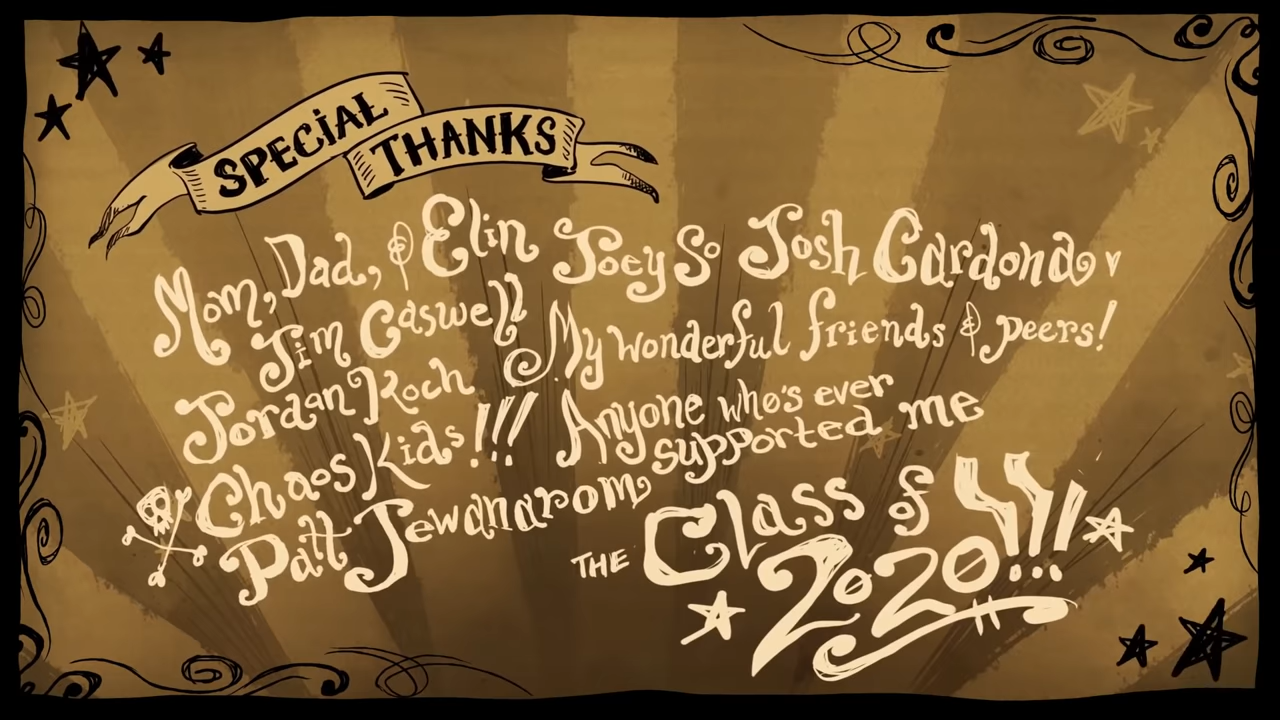 SPECIAL THANKS
Mom, Dad, & Elin
Joey So
Josh Cardona
Jim Caswell
My wonderful friends & peers!
Jordan Koch
Anyone who's ever
supported me
Chaos Kids!!!
Patt Jewanarom
THE Class of
2020!!!